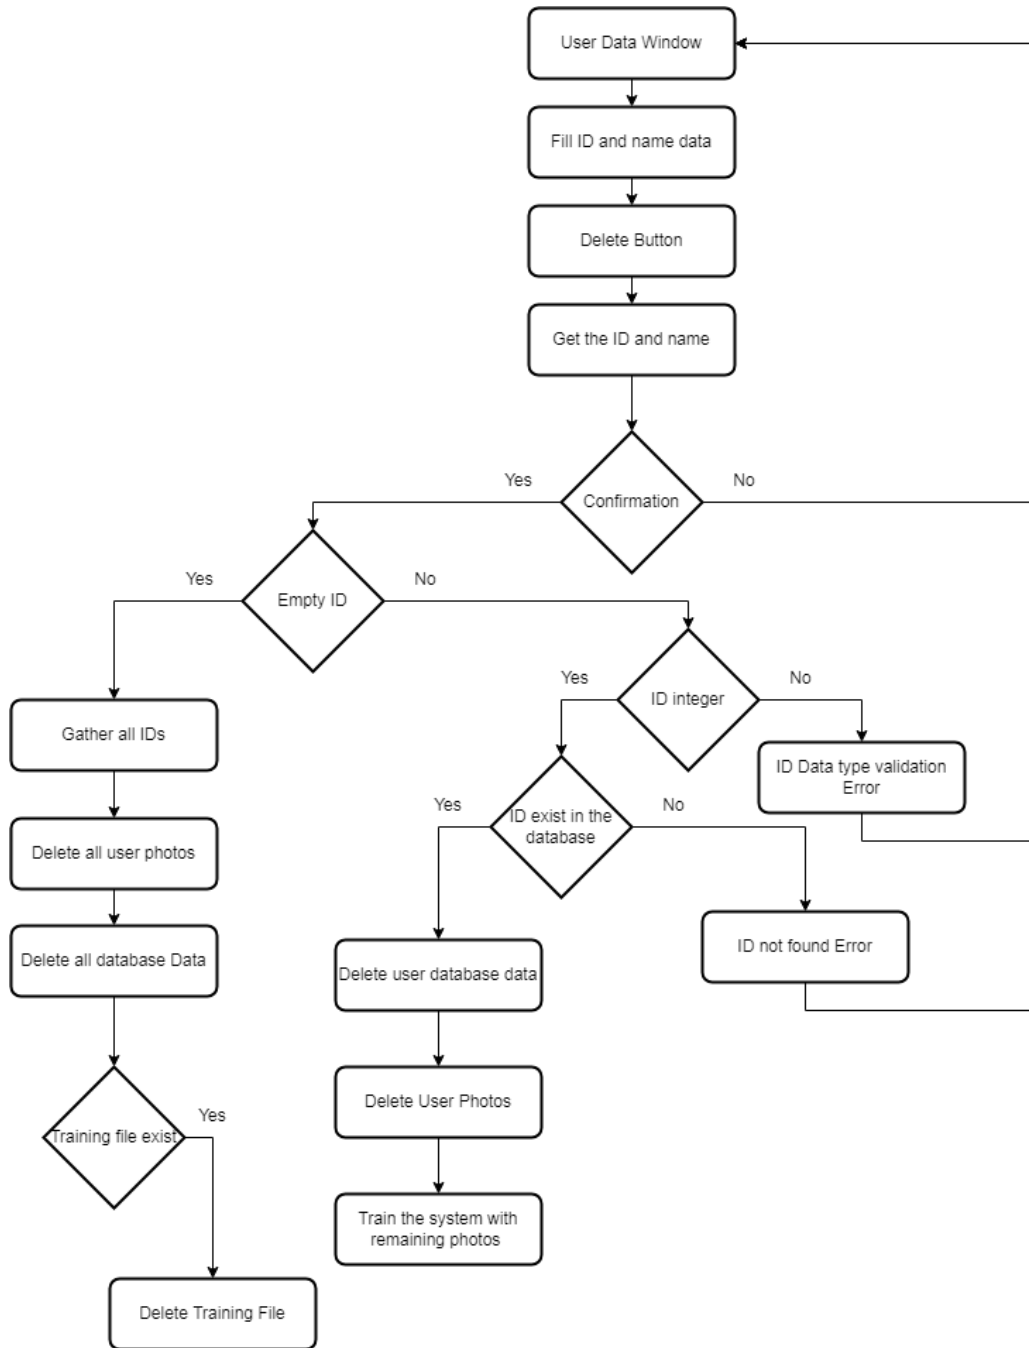 User Data Window
Fill ID and name data
Delete Button
Get the ID and name
Yes
No
Confirmation
Yes
No
Empty ID
Yes
No
ID integer
Gather all IDs
ID Data type validation
Error
Yes
No
ID exist in the
database
Delete all user photos
ID not found Error
Delete all database Data
Delete user database data
Delete User Photos
Yes
Training file exist
Train the system with
remaining photos
Delete Training File